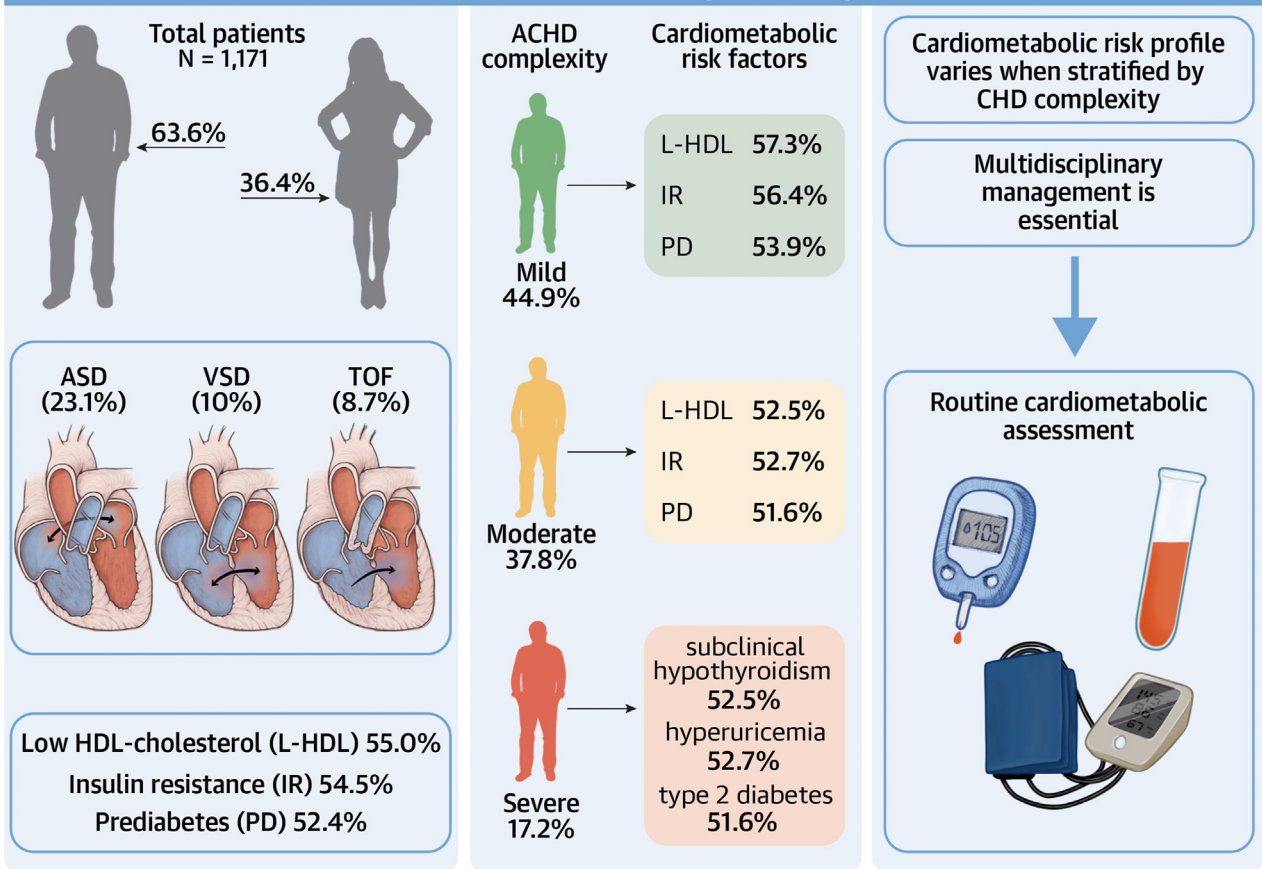 Total patients
N = 1,171
63.6%
36.4%
ASD
(23.1%)
VSD
(10%)
TOF
(8.7%)
Low HDL-cholesterol (L-HDL) 55.0%
Insulin resistance (IR) 54.5%
Prediabetes (PD) 52.4%
ACHD
complexity
Cardiometabolic
risk factors
Mild
44.9%
L-HDL 57.3%
IR 56.4%
PD 53.9%
Moderate
37.8%
L-HDL 52.5%
IR 52.7%
PD 51.6%
Severe
17.2%
subclinical
hypothyroidism
52.5%
hyperuricemia
52.7%
type 2 diabetes
51.6%
Cardiometabolic risk profile
varies when stratified by
CHD complexity
Multidisciplinary
management is
essential
Routine cardiometabolic
assessment
105
145